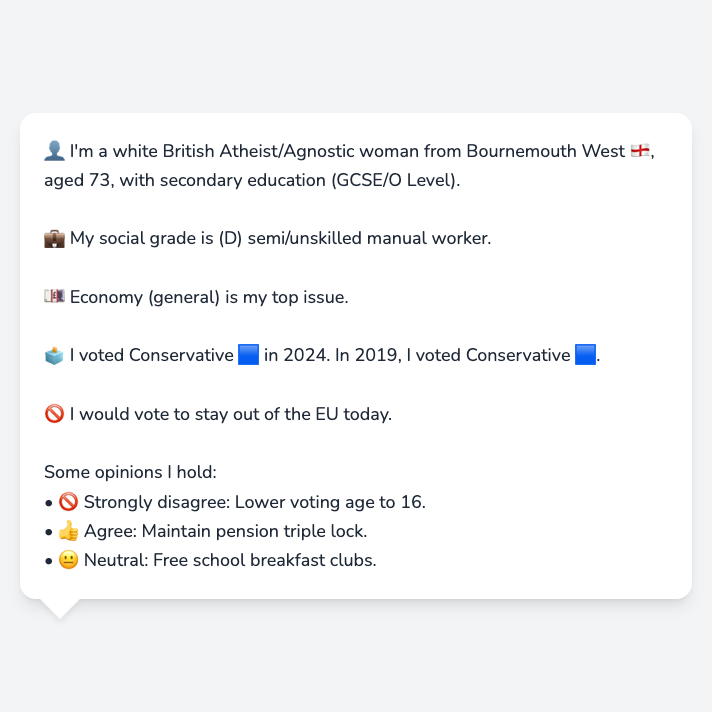 👤 I'm a white British Atheist/Agnostic woman from Bournemouth West 🏴󠁧󠁢󠁥󠁮󠁧󠁿,
aged 73, with secondary education (GCSE/O Level).
💼 My social grade is (D) semi/unskilled manual worker.
💷 Economy (general) is my top issue.
🗳️ I voted Conservative 🟦 in 2024. In 2019, I voted Conservative 🟦.
🚫 I would vote to stay out of the EU today.
Some opinions I hold:
• 🚫 Strongly disagree: Lower voting age to 16.
• 👍 Agree: Maintain pension triple lock.
• 😐 Neutral: Free school breakfast clubs.